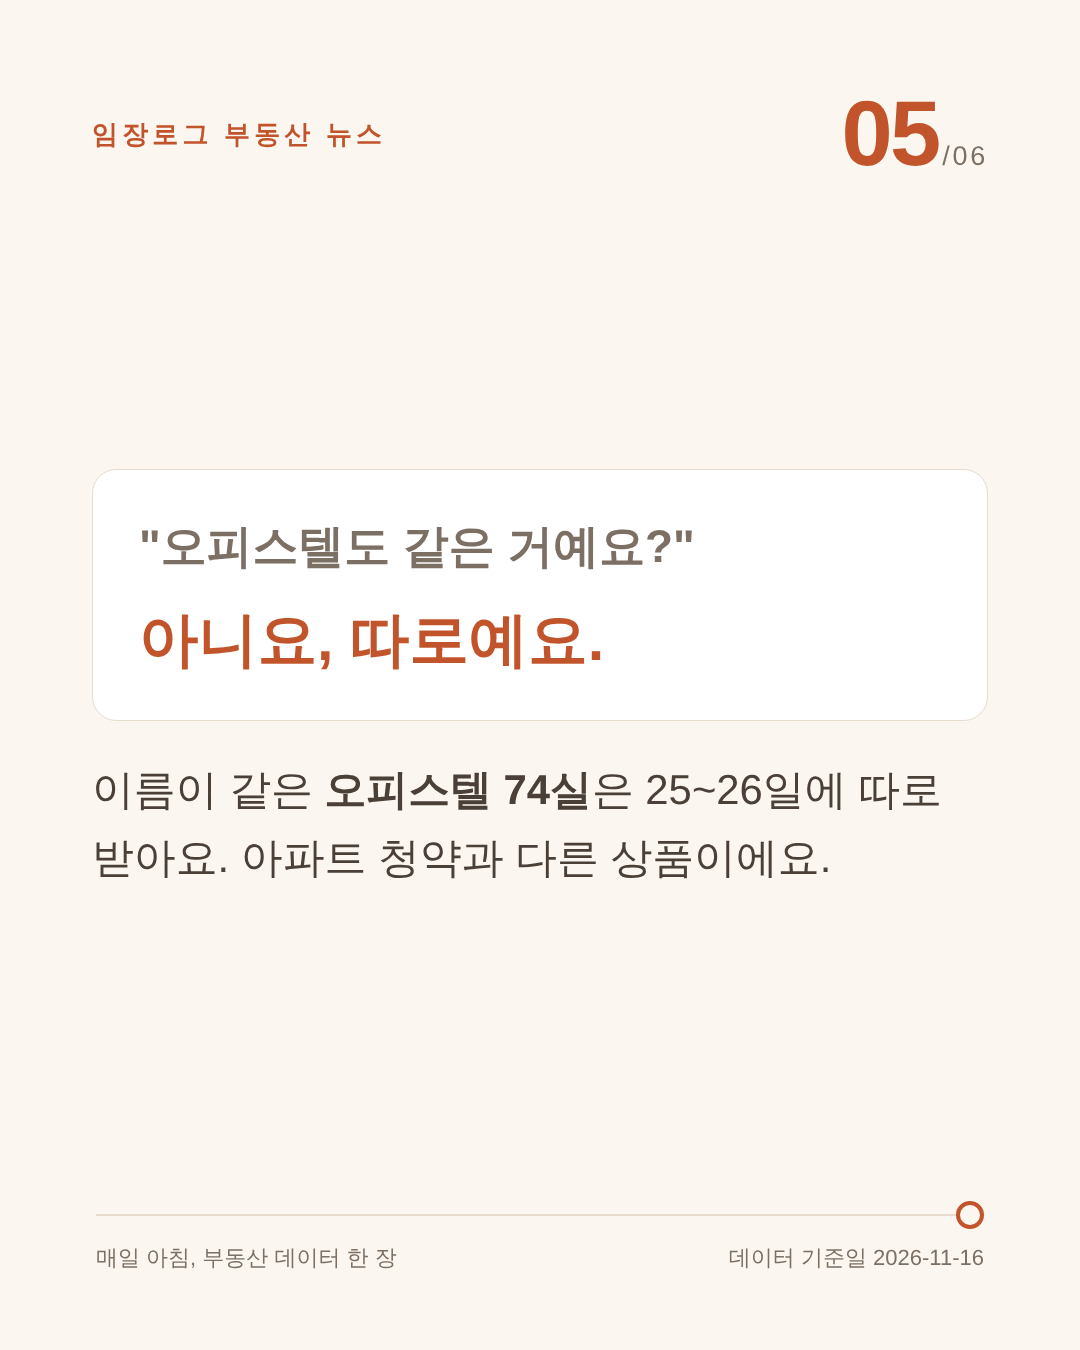 임장로그 부동산 뉴스
05/06
"오피스텔도 같은 거예요?"
아니요, 따로예요.
이름이 같은 오피스텔 74실은 25~26일에 따로
받아요. 아파트 청약과 다른 상품이에요.
매일 아침, 부동산 데이터 한 장
데이터 기준일 2026-11-16